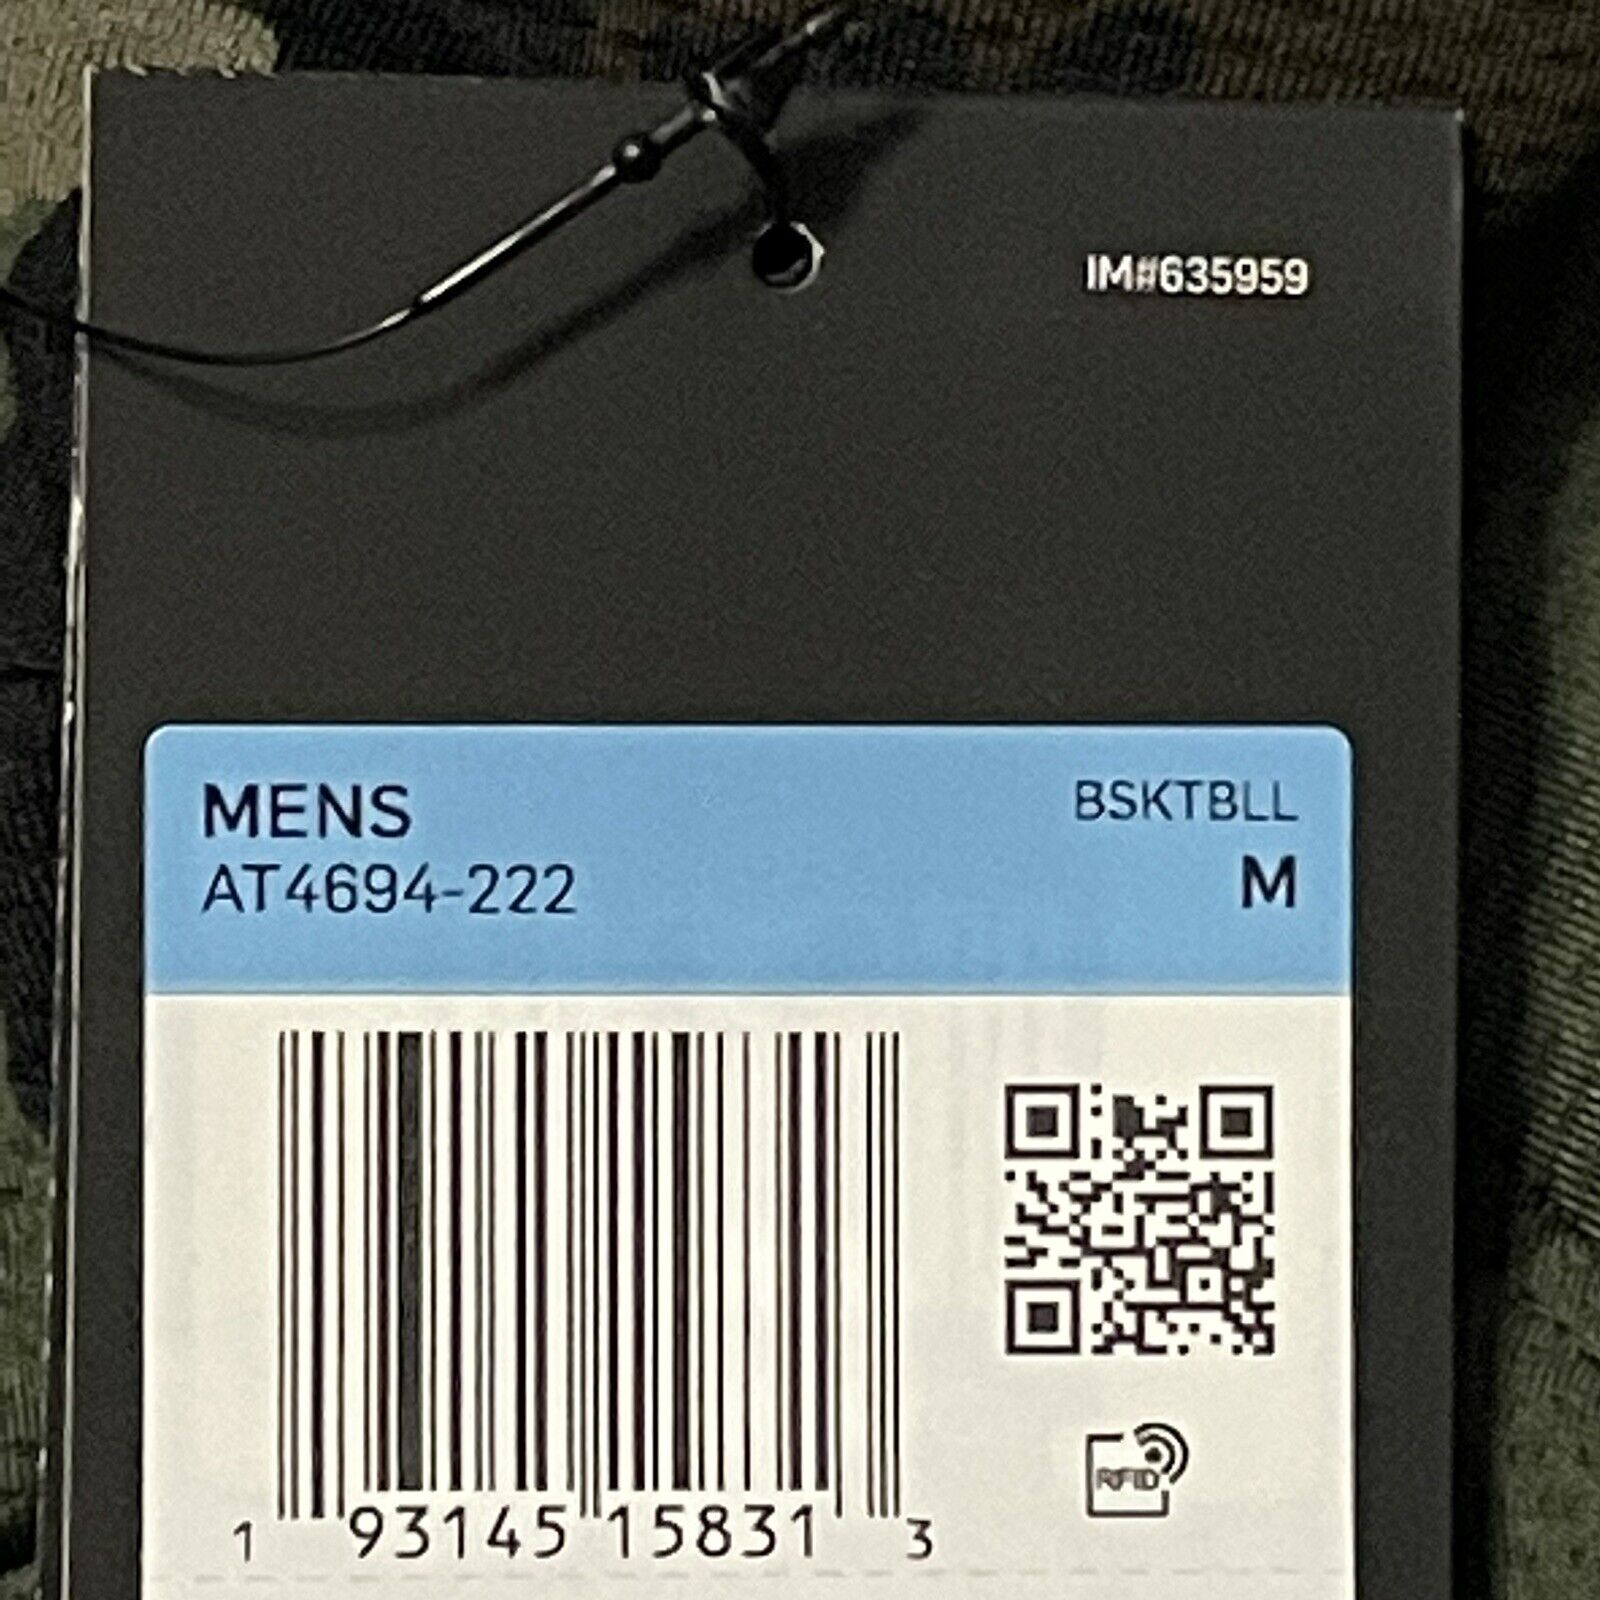 IM#635959
MENS
BSKTBLL
AT4694-222
M
1 93145 15831 3
RFID